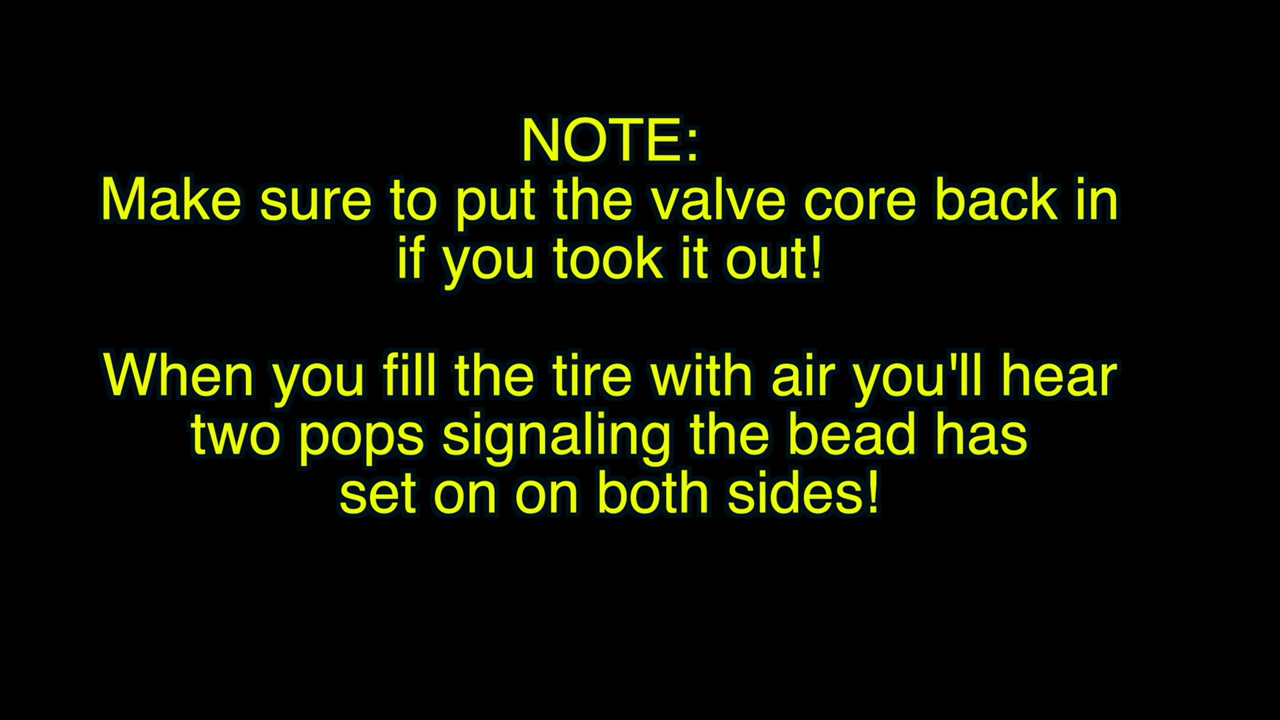 NOTE:
Make sure to put the valve core back in
if you took it out!
When you fill the tire with air you'll hear
two pops signaling the bead has
set on on both sides!